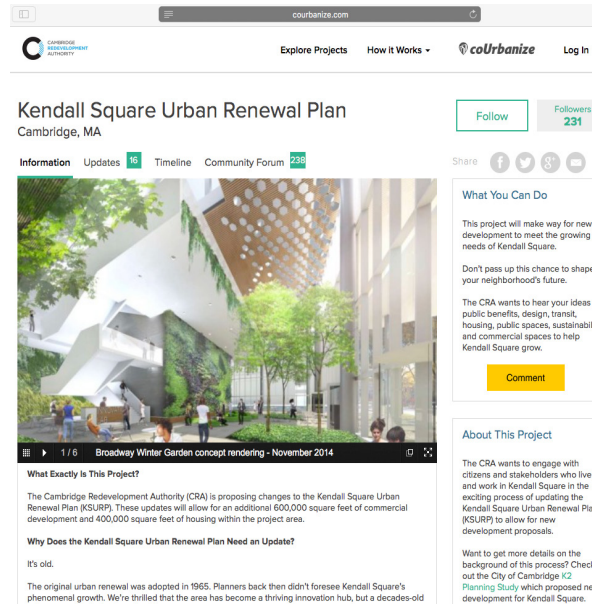 courbanize.com
CAMBRIDGE
REDEVELOPMENT
AUTHORITY
Explore Projects How it Works
coUrbanize
Log In
Kendall Square Urban Renewal Plan
Cambridge, MA
Follow
Followers
231
Information Updates 16 Timeline Community Forum 238
Share
1/6 Broadway Winter Garden concept rendering - November 2014
What Exactly Is This Project?
The Cambridge Redevelopment Authority (CRA) is proposing changes to the Kendall Square Urban
Renewal Plan (KSURP). These updates will allow for an additional 600,000 square feet of commercial
development and 400,000 square feet of housing within the project area.
Why Does the Kendall Square Urban Renewal Plan Need an Update?
It's old.
The original urban renewal was adopted in 1965. Planners back then didn't foresee Kendall Square's
phenomenal growth. We're thrilled that the area has become a thriving innovation hub, but a decades-old
What You Can Do
This project will make way for new
development to meet the growing
needs of Kendall Square.
Don't pass up this chance to shape
your neighborhood's future.
The CRA wants to hear your ideas
public benefits, design, transit,
housing, public spaces, sustainabil
and commercial spaces to help
Kendall Square grow.
Comment
About This Project
The CRA wants to engage with
citizens and stakeholders who live
and work in Kendall Square in the
exciting process of updating the
Kendall Square Urban Renewal Pla
(KSURP) to allow for new
development proposals.
Want to get more details on the
background of this process? Check
out the City of Cambridge K2
Planning Study which proposed ne
development for Kendall Square.